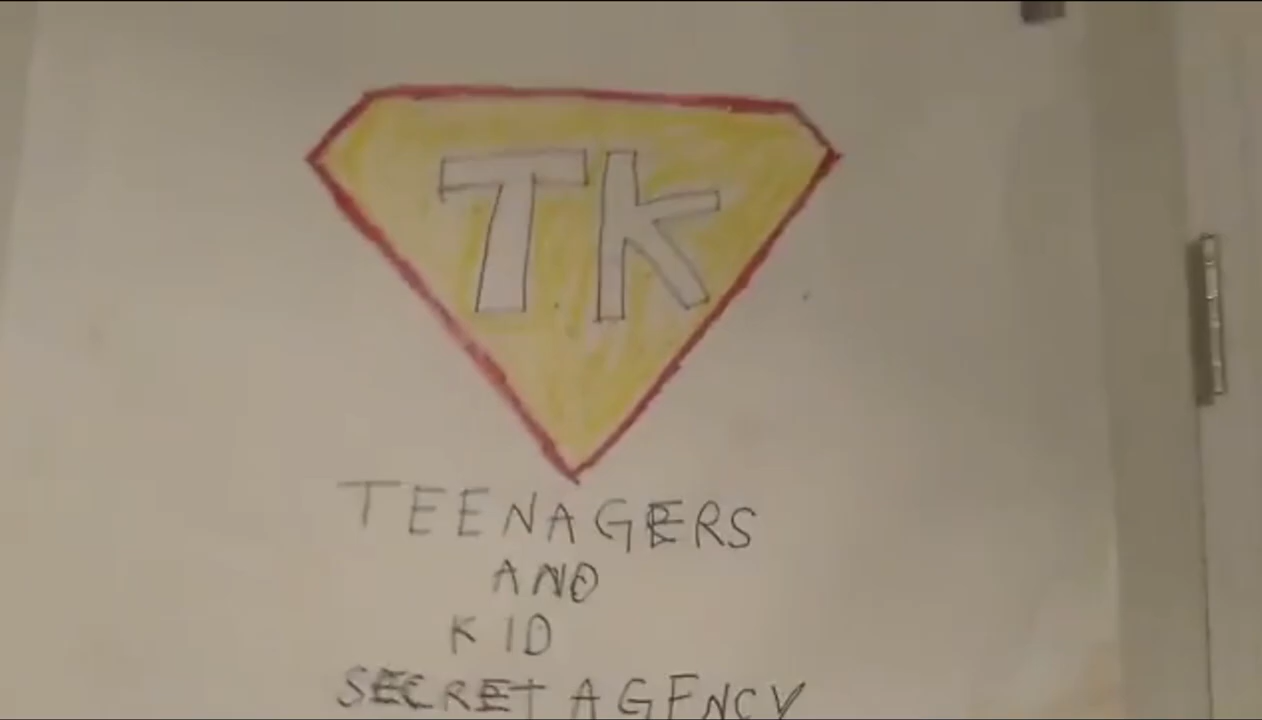 TK
TEENAGERS
AND
KID
SECRET AGENCY